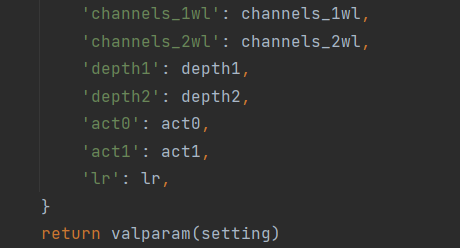 'channels_1wl': channels_1wl,
'channels_2wl': channels_2wl,
'depth1': depth1,
'depth2': depth2,
'act0': act0,
'act1': act1,
'lr': lr,
}
return valparam(setting)